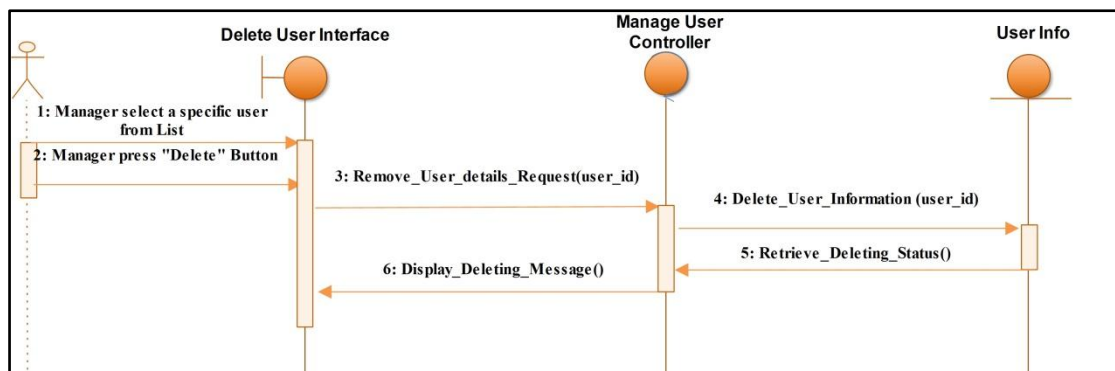 Delete User Interface
Manage User
Controller
User Info
1: Manager select a specific user
from List
2: Manager press "Delete" Button
3: Remove_User_details_Request(user_id)
4: Delete_User_Information (user_id)
5: Retrieve_Deleting_Status()
6: Display_Deleting_Message()